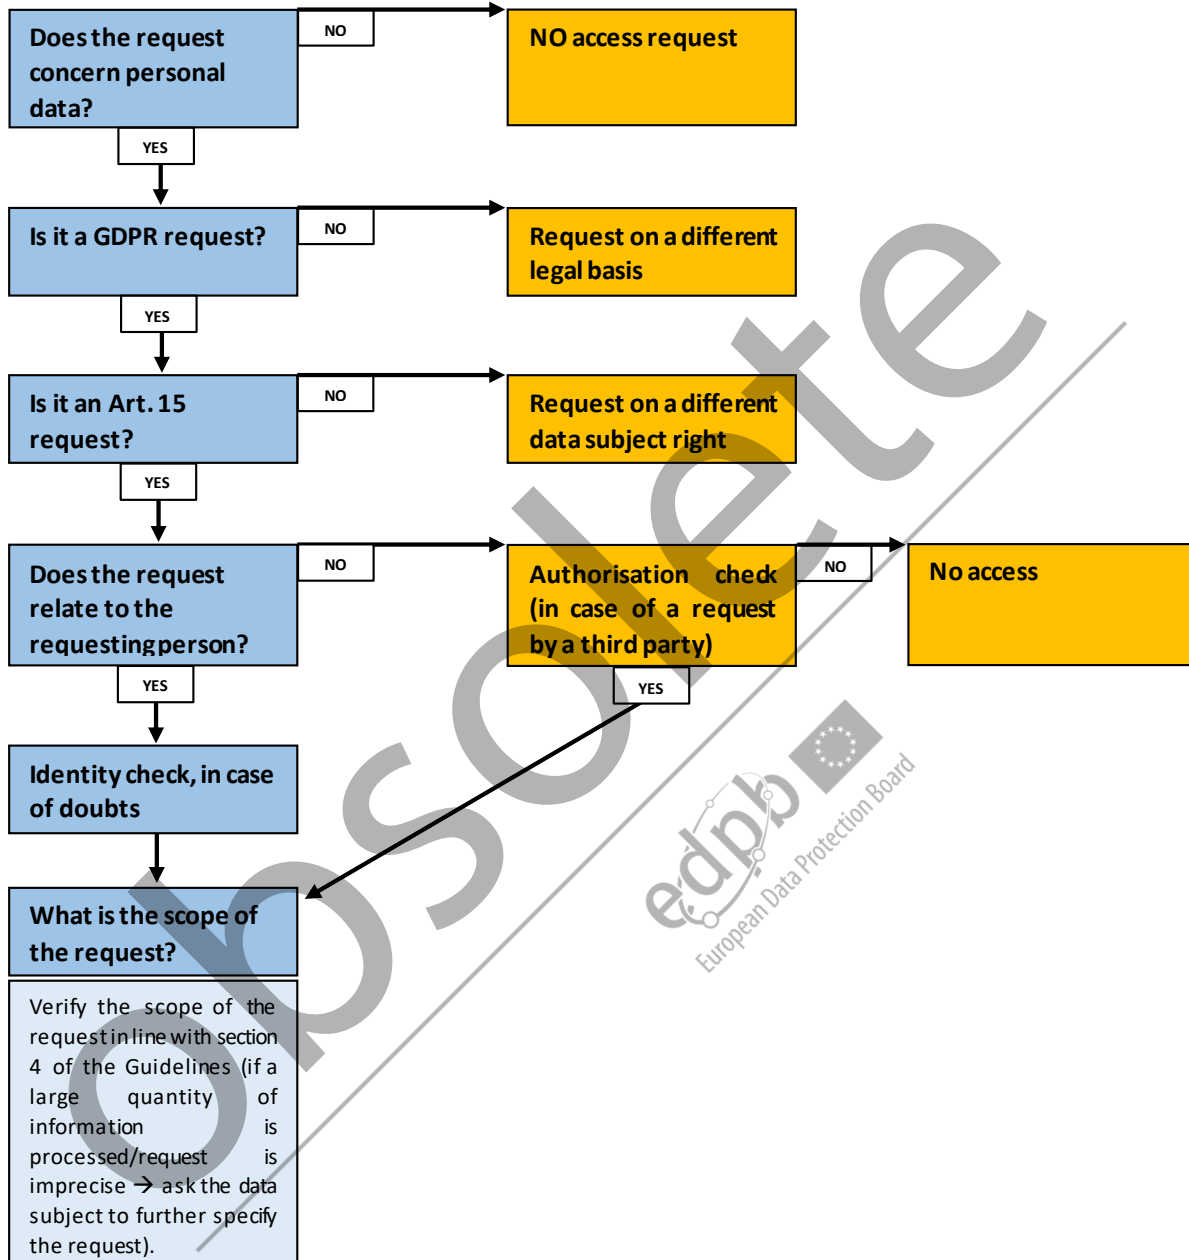 Does the request
concern personal
data?
NO
NO access request
YES
Is it a GDPR request?
NO
Request on a different
legal basis
YES
Is it an Art. 15
request?
NO
Request on a different
data subject right
YES
Does the request
relate to the
requesting person?
NO
Authorisation check
(in case of a request
by a third party)
NO
No access
YES
YES
Identity check, in case
of doubts
What is the scope of
the request?
Verify the scope of the
request in line with section
4 of the Guidelines (if a
large quantity of
information is
processed/request is
imprecise → ask the data
subject to further specify
the request).
obsolete
edpb
European Data Protection Board